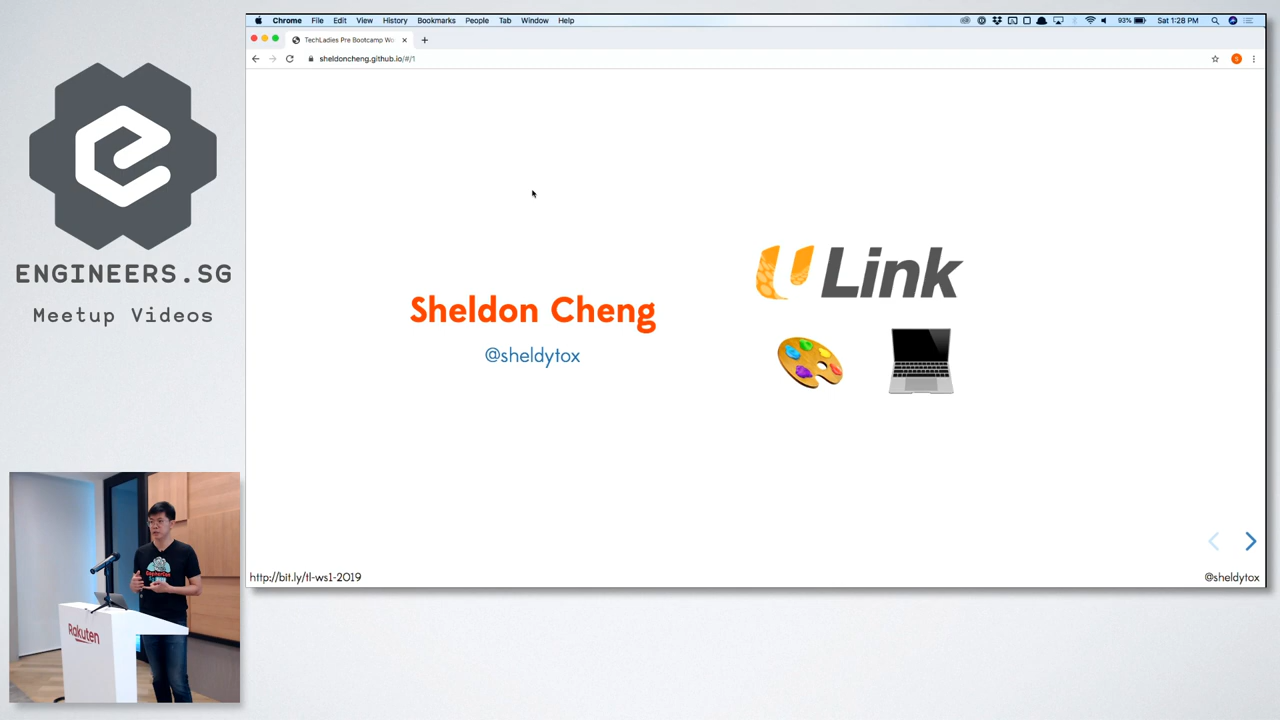 ENGINEERS.SG
Meetup Videos
Rakuten
Chrome File Edit View History Bookmarks People Tab Window Help
93% Sat 1:28 PM
TechLadies Pre Bootcamp Wo
sheldoncheng.github.io/#/1
S
Sheldon Cheng
@sheldytox
U Link
http://bit.ly/tl-ws1-2019
@sheldytox